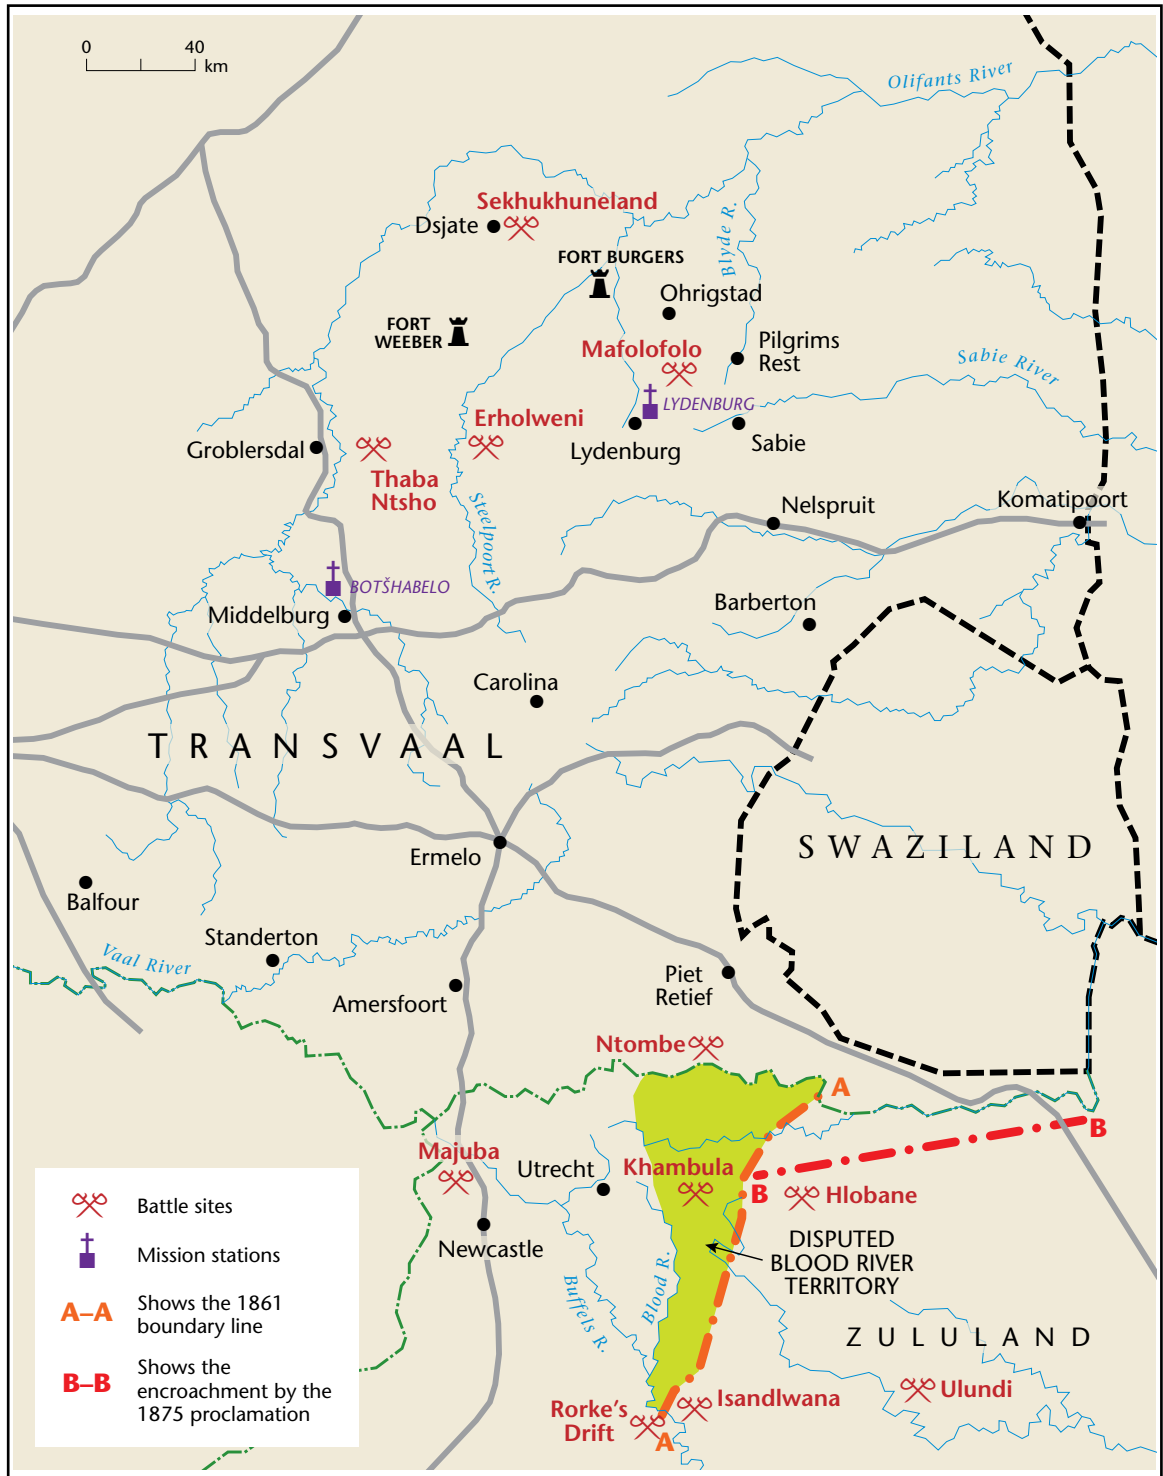 0 40
km
Olifants River
Sekhukhuneland
Dsjate
Blyde R.
FORT BURGERS
Ohrigstad
FORT
WEEBER
Mafolofolo
Pilgrims
Rest
Sabie River
LYDENBURG
Erholweni
Groblersdal
Lydenburg
Sabie
Thaba
Ntsho
Steelpoort R.
Nelspruit
Komatipoort
BOTŠHABELO
Middelburg
Barberton
Carolina
TRANSVAAL
SWAZILAND
Ermelo
Balfour
Standerton
Vaal River
Piet
Retief
Amersfoort
Ntombe
A
B
Majuba
Utrecht
Khambula
B
Hlobane
Newcastle
DISPUTED
BLOOD RIVER
TERRITORY
Buffels R.
Blood R.
ZULULAND
Ulundi
Isandlwana
Rorke's
Drift
A
Battle sites
Mission stations
A–A Shows the 1861
boundary line
B–B Shows the
encroachment by the
1875 proclamation